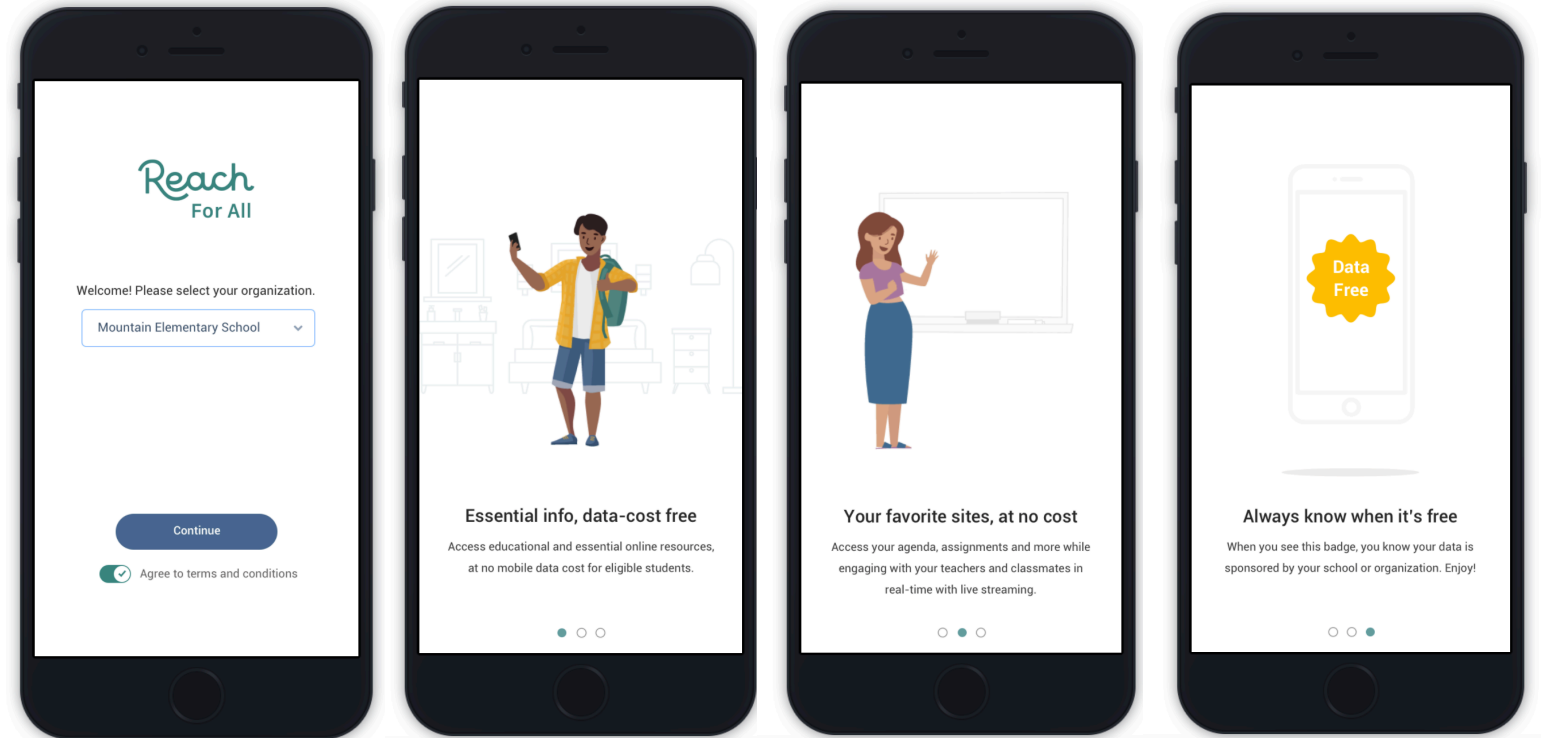 Reach
For All
Welcome! Please select your organization.
Mountain Elementary School
Continue
Agree to terms and conditions
Essential info, data-cost free
Access educational and essential online resources,
at no mobile data cost for eligible students.
Your favorite sites, at no cost
Access your agenda, assignments and more while
engaging with your teachers and classmates in
real-time with live streaming.
Data
Free
Always know when it's free
When you see this badge, you know your data is
sponsored by your school or organization. Enjoy!